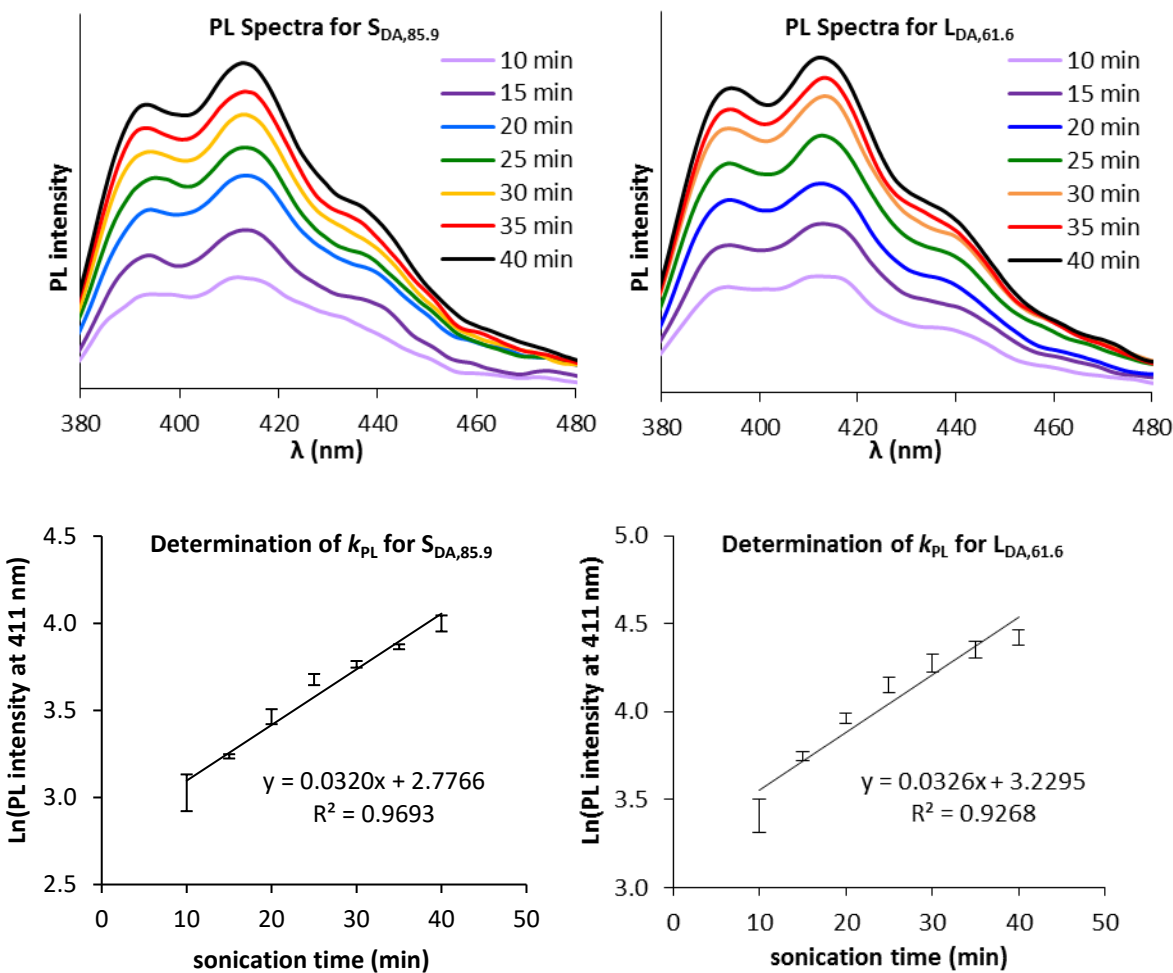 PL Spectra for S_DA,85.9
10 min
15 min
20 min
25 min
30 min
35 min
40 min
PL intensity
380 400 420 440 460 480
λ (nm)
PL Spectra for L_DA,61.6
10 min
15 min
20 min
25 min
30 min
35 min
40 min
PL intensity
380 400 420 440 460 480
λ (nm)
Determination of k_PL for S_DA,85.9
Ln(PL intensity at 411 nm)
4.5
4.0
3.5
3.0
2.5
y = 0.0320x + 2.7766
R² = 0.9693
0 10 20 30 40 50
sonication time (min)
Determination of k_PL for L_DA,61.6
Ln(PL intensity at 411 nm)
5.0
4.5
4.0
3.5
3.0
y = 0.0326x + 3.2295
R² = 0.9268
0 10 20 30 40 50
sonication time (min)